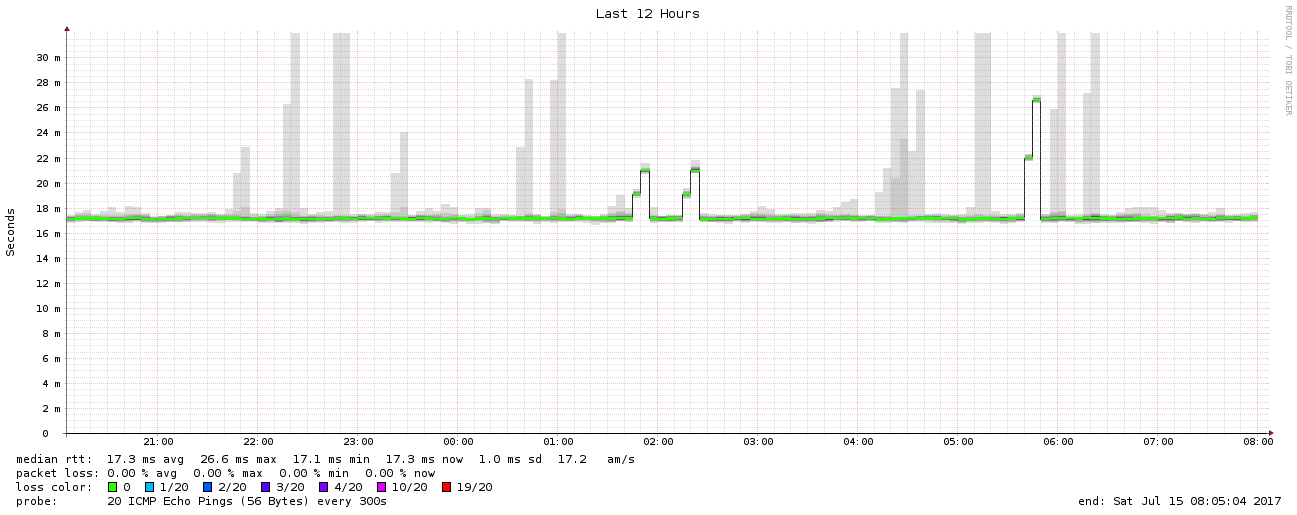 Last 12 Hours
RRDTOOL / TOBI OETIKER
Seconds
30 m
28 m
26 m
24 m
22 m
20 m
18 m
16 m
14 m
12 m
10 m
8 m
6 m
4 m
2 m
0
21:00 22:00 23:00 00:00 01:00 02:00 03:00 04:00 05:00 06:00 07:00 08:00
median rtt: 17.3 ms avg 26.6 ms max 17.1 ms min 17.3 ms now 1.0 ms sd 17.2 am/s
packet loss: 0.00 % avg 0.00 % max 0.00 % min 0.00 % now
loss color: 0 1/20 2/20 3/20 4/20 10/20 19/20
probe: 20 ICMP Echo Pings (56 Bytes) every 300s end: Sat Jul 15 08:05:04 2017